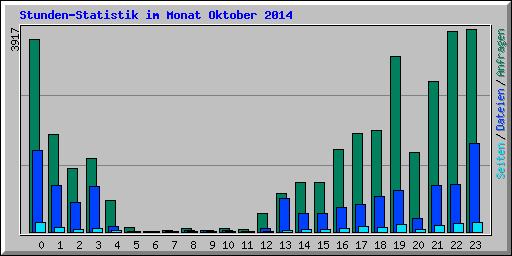 Stunden-Statistik im Monat Oktober 2014
3917
Seiten/Dateien/Anfragen
0 1 2 3 4 5 6 7 8 9 10 11 12 13 14 15 16 17 18 19 20 21 22 23